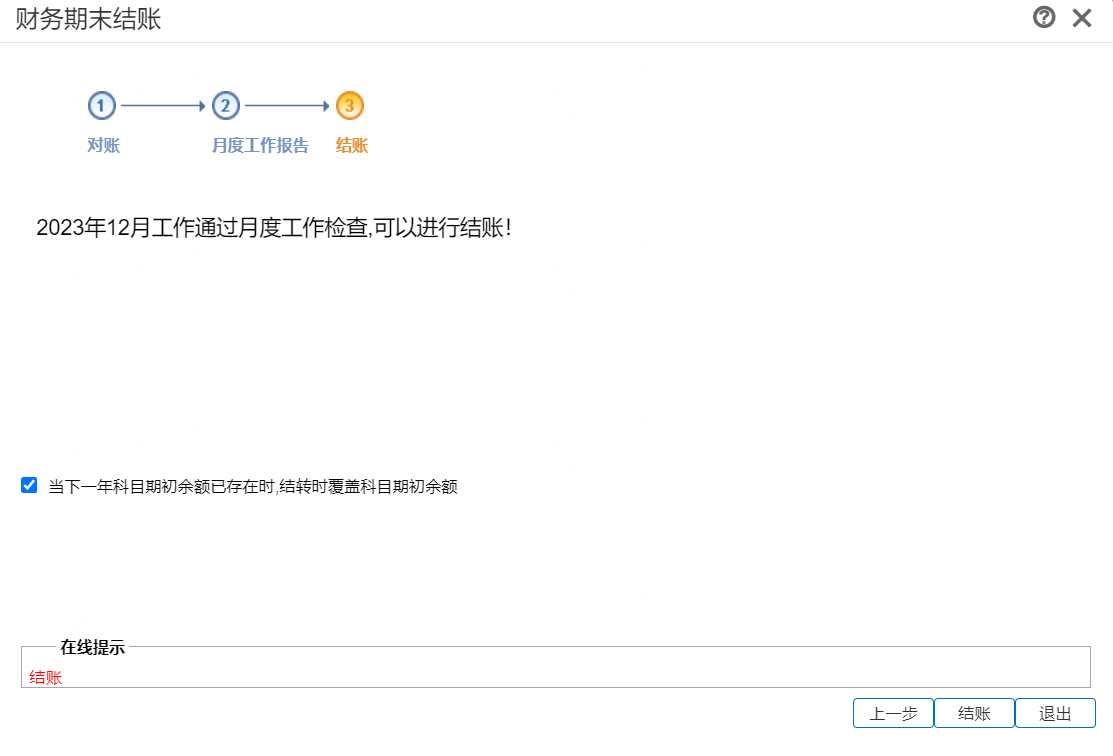 财务期末结账
1
2
3
对账
月度工作报告
结账
2023年12月工作通过月度工作检查,可以进行结账!
当下一年科目期初余额已存在时,结转时覆盖科目期初余额
在线提示
结账
上一步
结账
退出